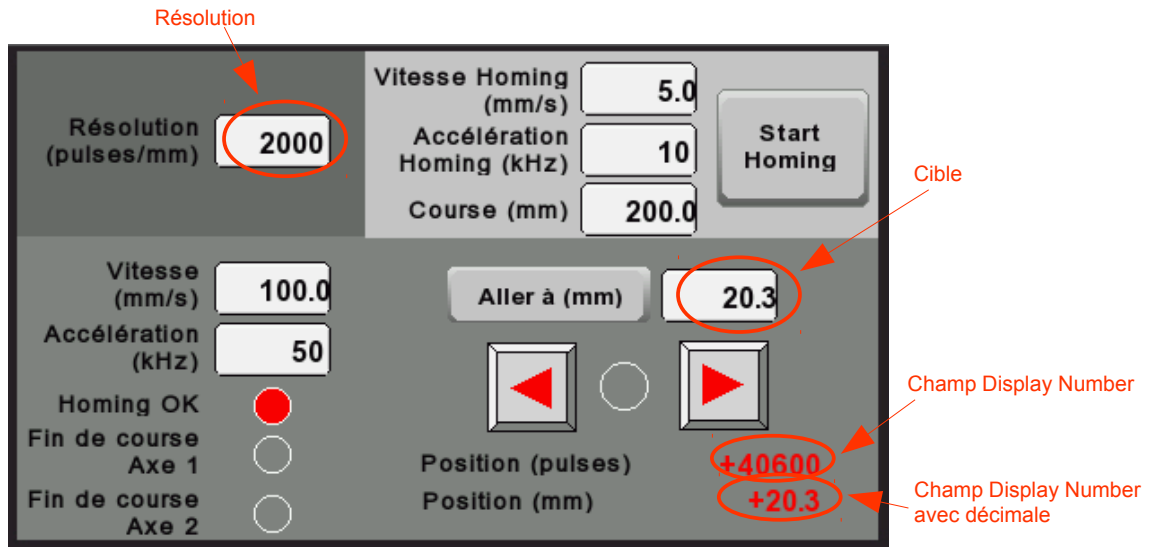 Résolution
Résolution
(pulses/mm)
2000
Vitesse Homing
(mm/s)
5.0
Accélération
Homing (kHz)
10
Course (mm)
200.0
Start
Homing
Cible
Vitesse
(mm/s)
100.0
Accélération
(kHz)
50
Homing OK
Fin de course
Axe 1
Fin de course
Axe 2
Aller à (mm)
20.3
Position (pulses)
+40600
Position (mm)
+20.3
Champ Display Number
Champ Display Number
avec décimale